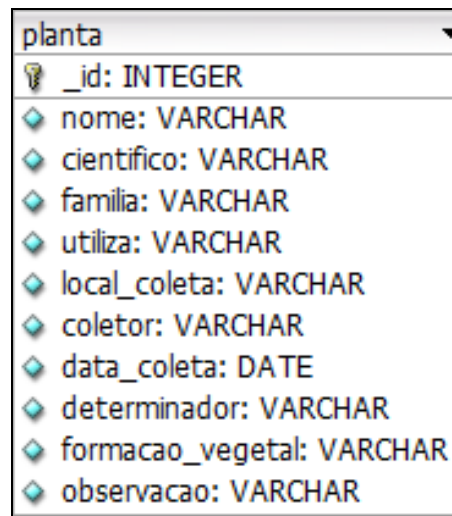 planta
_id: INTEGER
nome: VARCHAR
cientifico: VARCHAR
familia: VARCHAR
utiliza: VARCHAR
local_coleta: VARCHAR
coletor: VARCHAR
data_coleta: DATE
determinador: VARCHAR
formacao_vegetal: VARCHAR
observacao: VARCHAR